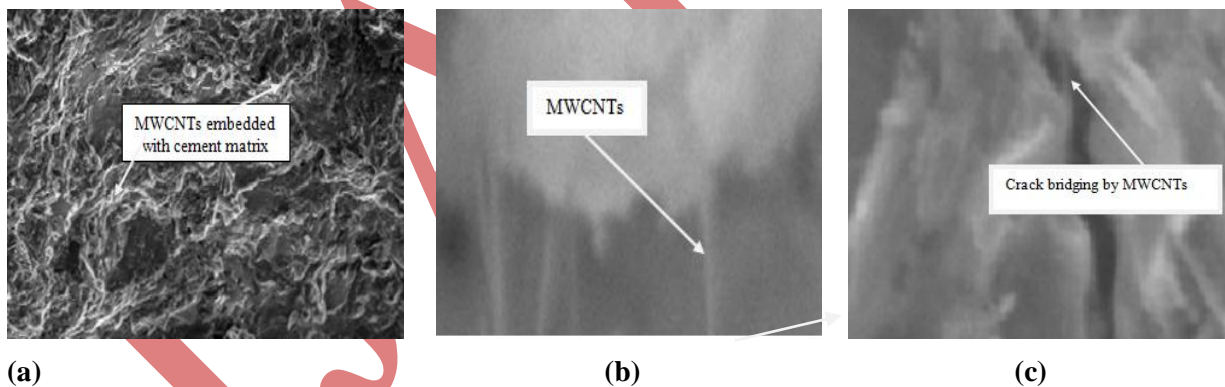 MWCNTs embedded
with cement matrix
MWCNTs
Crack bridging by MWCNTs
(a)
(b)
(c)